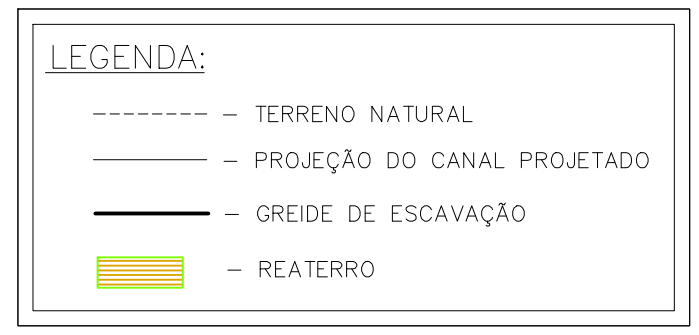 LEGENDA:
– TERRENO NATURAL
– PROJEÇÃO DO CANAL PROJETADO
– GREIDE DE ESCAVAÇÃO
– REATERRO